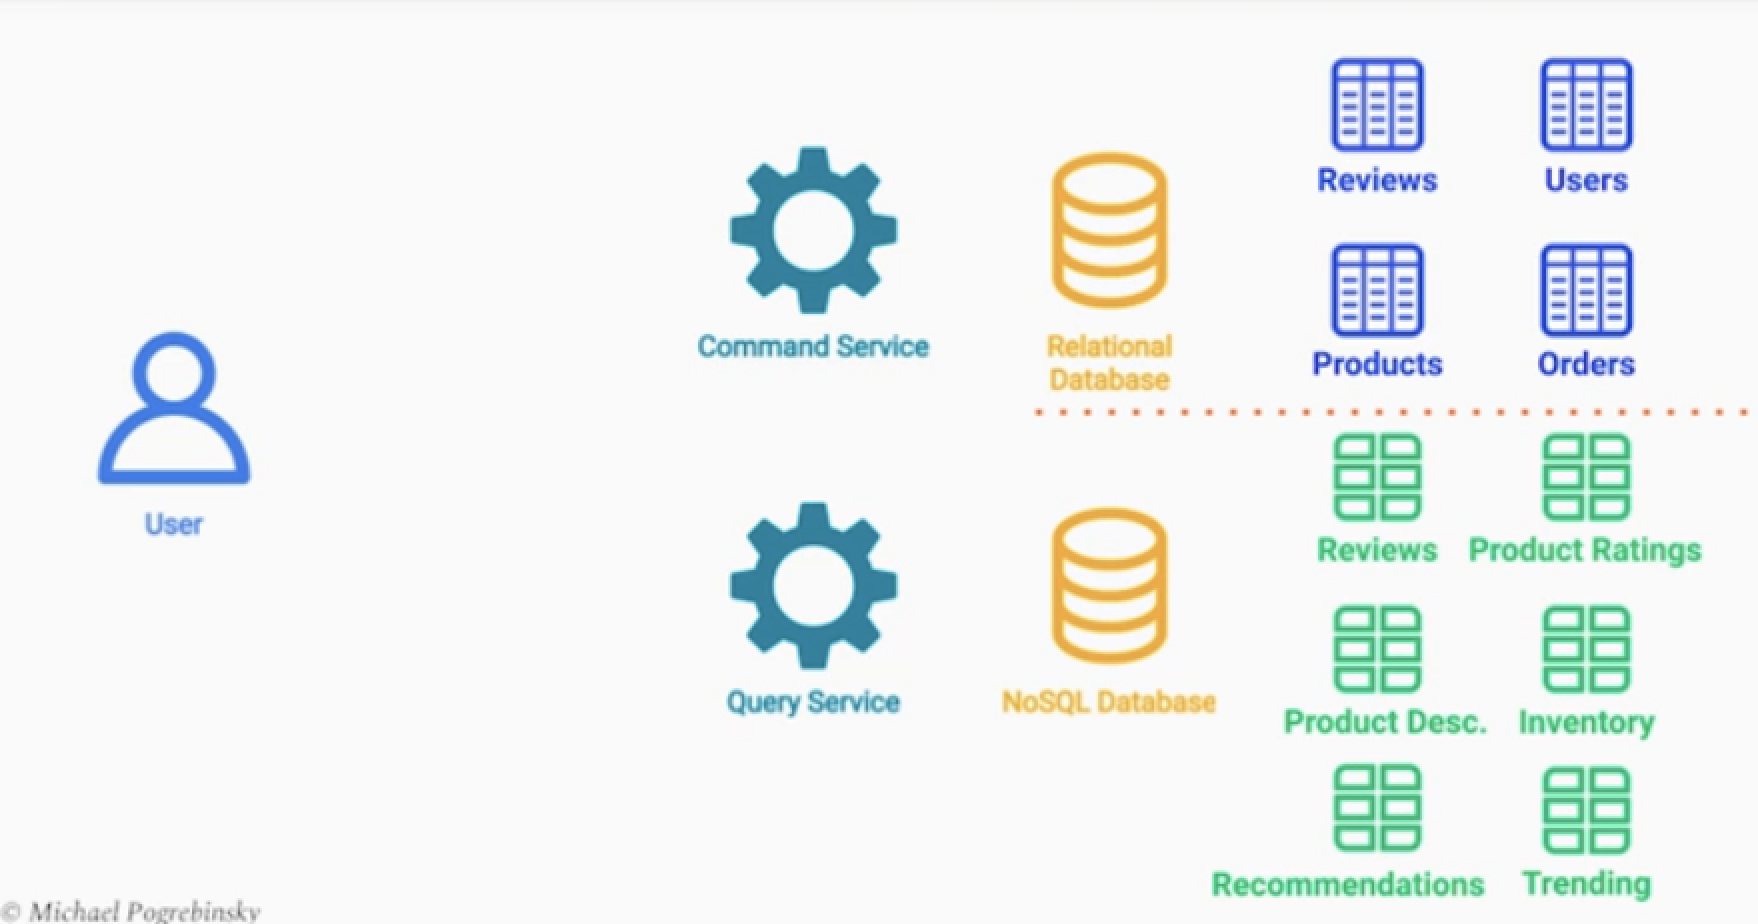 Reviews
Users
Command Service
Relational
Database
Products
Orders
User
Reviews
Product Ratings
Query Service
NoSQL Database
Product Desc.
Inventory
Recommendations
Trending
© Michael Pogrebinsky